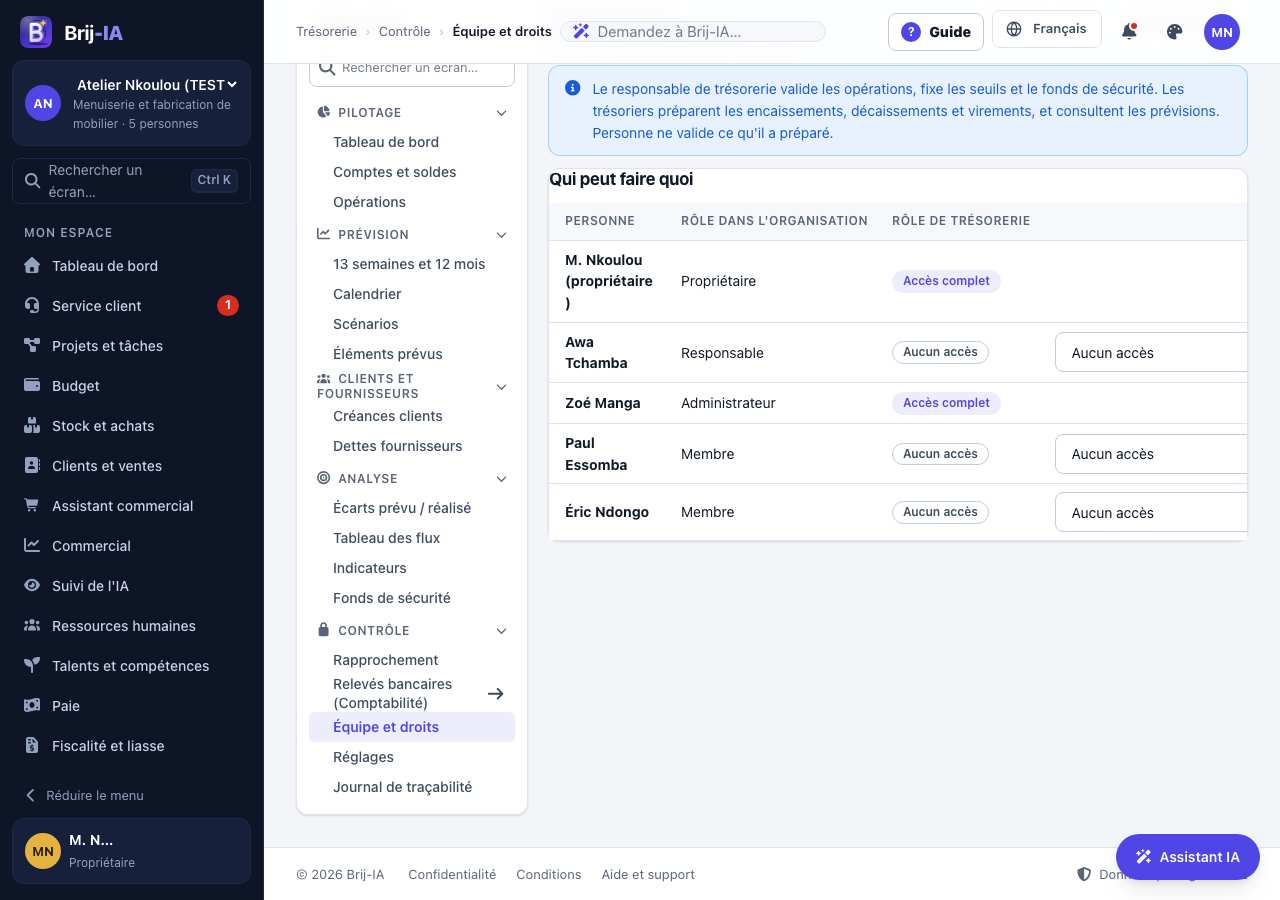 Brij-IA
AN
Atelier Nkoulou (TEST
Menuiserie et fabrication de
mobilier · 5 personnes
Rechercher un
écran...
Ctrl K
MON ESPACE
Tableau de bord
Service client
1
Projets et tâches
Budget
Stock et achats
Clients et ventes
Assistant commercial
Commercial
Suivi de l'IA
Ressources humaines
Talents et compétences
Paie
Fiscalité et liasse
Réduire le menu
MN
M. N...
Propriétaire
Trésorerie › Contrôle › Équipe et droits
Demandez à Brij-IA...
? Guide
Français
MN
Rechercher un écran...
PILOTAGE
Tableau de bord
Comptes et soldes
Opérations
PRÉVISION
13 semaines et 12 mois
Calendrier
Scénarios
Éléments prévus
CLIENTS ET
FOURNISSEURS
Créances clients
Dettes fournisseurs
ANALYSE
Écarts prévu / réalisé
Tableau des flux
Indicateurs
Fonds de sécurité
CONTRÔLE
Rapprochement
Relevés bancaires
(Comptabilité)
Équipe et droits
Réglages
Journal de traçabilité
Le responsable de trésorerie valide les opérations, fixe les seuils et le fonds de sécurité. Les
trésoriers préparent les encaissements, décaissements et virements, et consultent les prévisions.
Personne ne valide ce qu'il a préparé.
Qui peut faire quoi
PERSONNE RÔLE DANS L'ORGANISATION RÔLE DE TRÉSORERIE
M. Nkoulou
(propriétaire
)
Propriétaire
Accès complet
Awa
Tchamba
Responsable
Aucun accès
Aucun accès
Zoé Manga
Administrateur
Accès complet
Paul
Essomba
Membre
Aucun accès
Aucun accès
Éric Ndongo
Membre
Aucun accès
Aucun accès
© 2026 Brij-IA Confidentialité Conditions Aide et support
Assistant IA